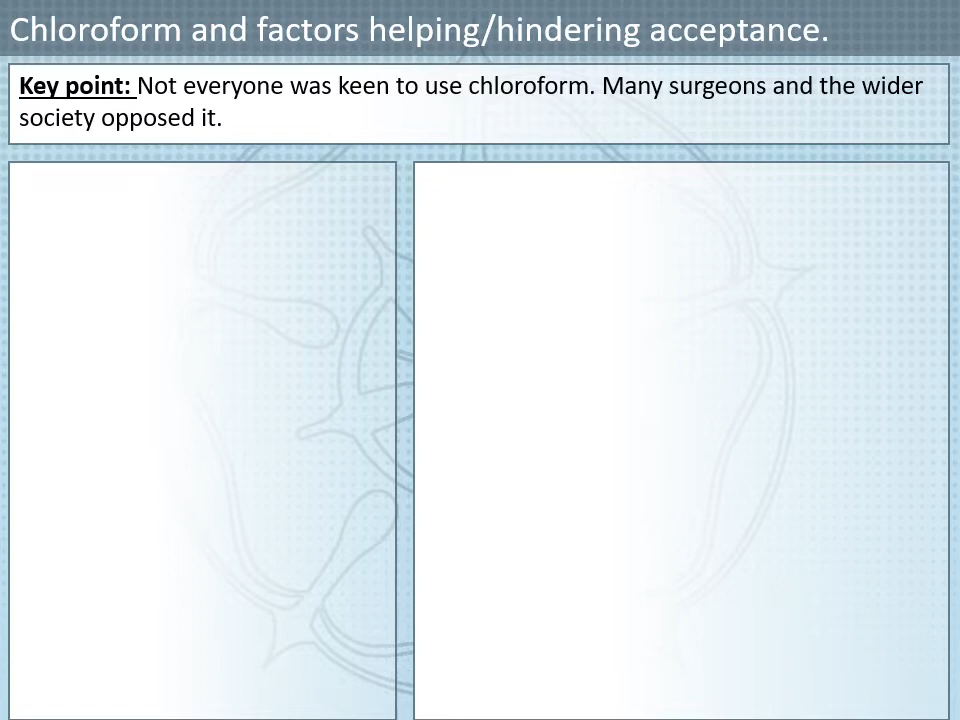 Chloroform and factors helping/hindering acceptance.
Key point: Not everyone was keen to use chloroform. Many surgeons and the wider
society opposed it.